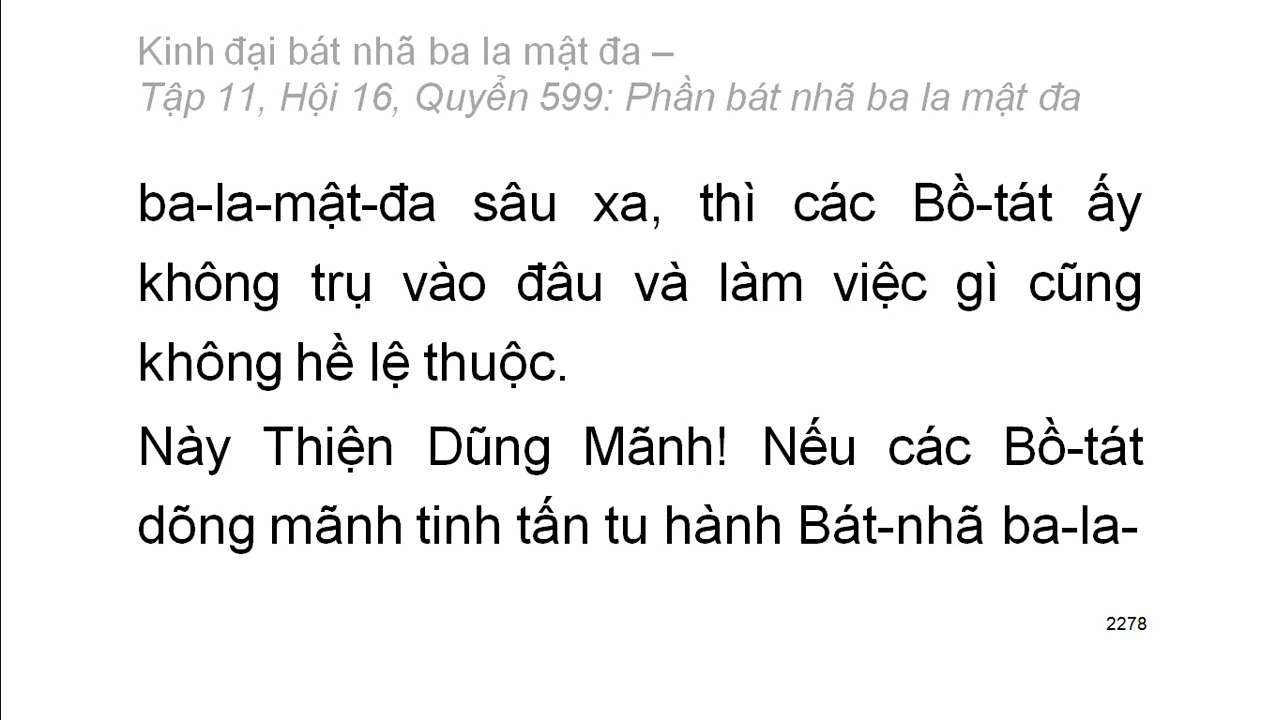 Kinh đại bát nhã ba la mật đa –
Tập 11, Hội 16, Quyển 599: Phần bát nhã ba la mật đa
ba-la-mật-đa sâu xa, thì các Bồ-tát ấy
không trụ vào đâu và làm việc gì cũng
không hề lệ thuộc.
Này Thiện Dũng Mãnh! Nếu các Bồ-tát
dõng mãnh tinh tấn tu hành Bát-nhã ba-la-
2278